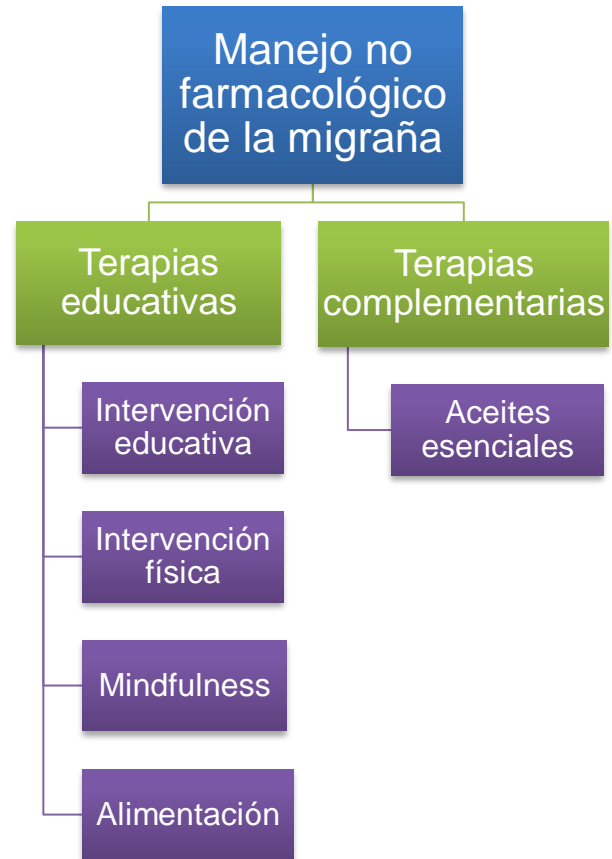 Manejo no
farmacológico
de la migraña
Terapias
educativas
Terapias
complementarias
Intervención
educativa
Aceites
esenciales
Intervención
física
Mindfulness
Alimentación